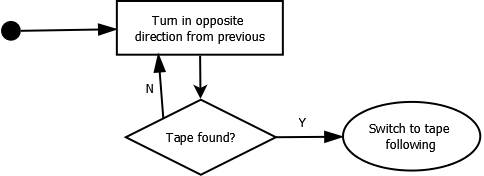 Turn in opposite
direction from previous
N
Y
Tape found?
Switch to tape
following